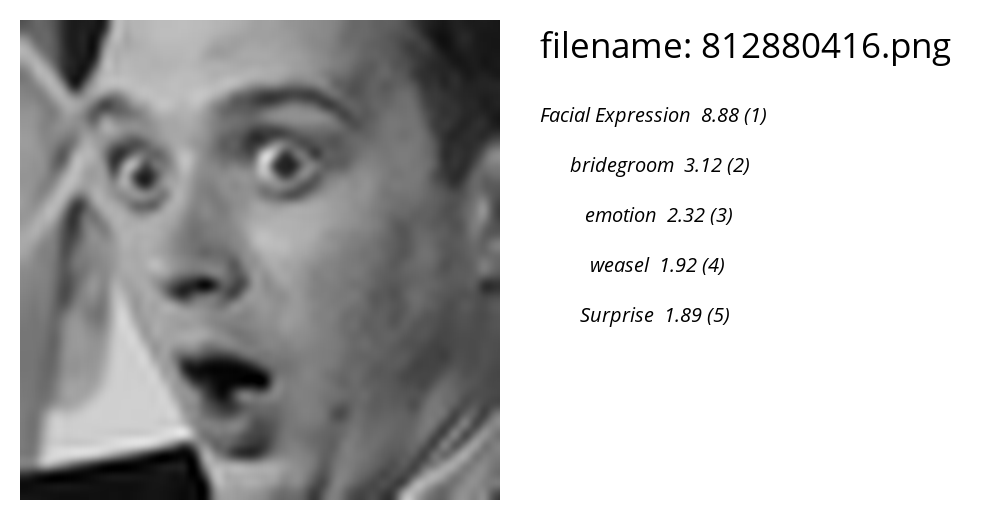 filename: 812880416.png
Facial Expression 8.88 (1)
bridegroom 3.12 (2)
emotion 2.32 (3)
weasel 1.92 (4)
Surprise 1.89 (5)